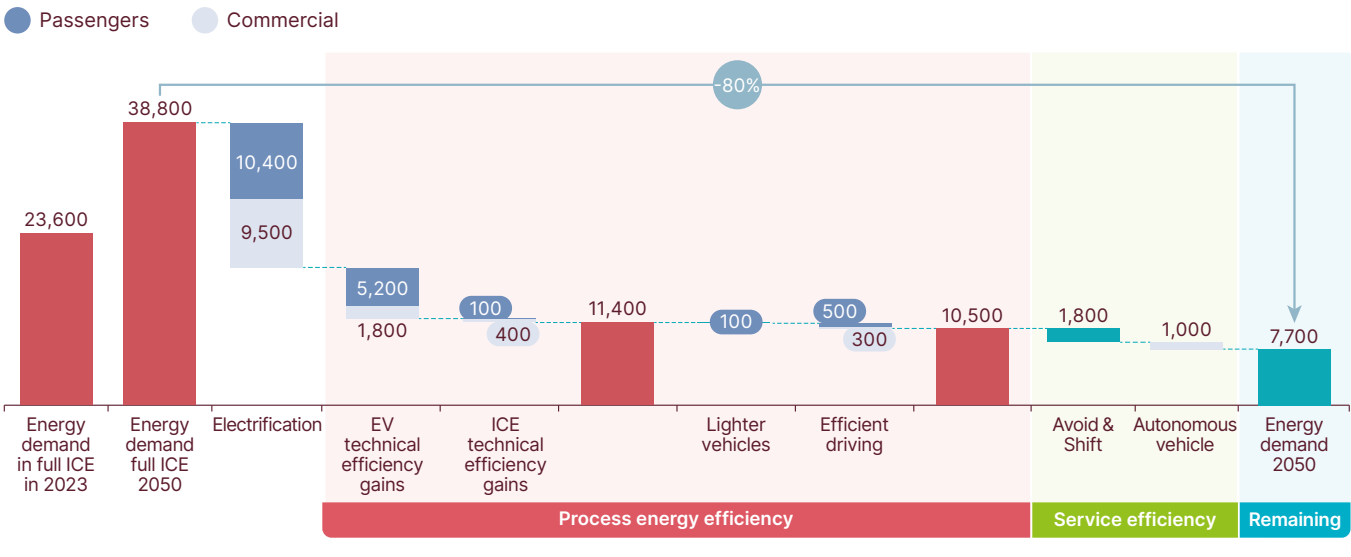 Passengers
Commercial
-80%
38,800
23,600
10,400
9,500
5,200
1,800
100
400
11,400
100
500
300
10,500
1,800
1,000
7,700
Energy
demand
in full ICE
in 2023
Energy
demand
full ICE
2050
Electrification
EV
technical
efficiency
gains
ICE
technical
efficiency
gains
Lighter
vehicles
Efficient
driving
Avoid &
Shift
Autonomous
vehicle
Energy
demand
2050
Process energy efficiency
Service efficiency
Remaining